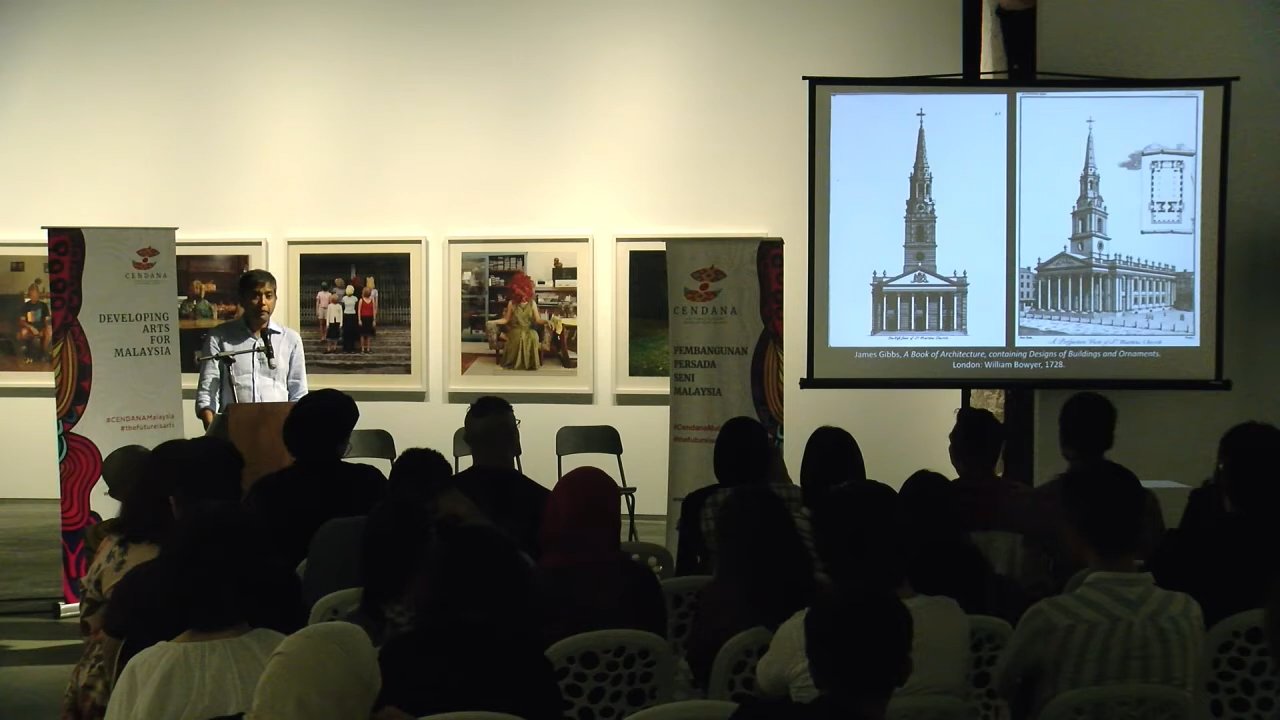 CENDANA
DEVELOPING
ARTS
FOR
MALAYSIA
#CENDANAMalaysia
CENDANA
PEMBANGUNAN
PERSADA
SENI
MALAYSIA
James Gibbs, A Book of Architecture, containing Designs of Buildings and Ornaments.
London: William Bowyer, 1728.